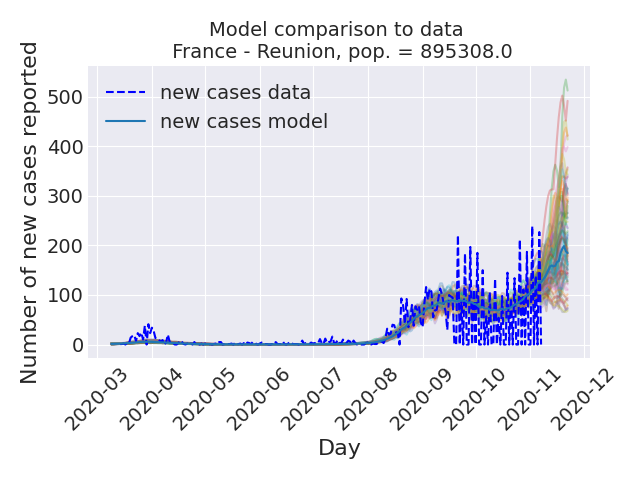 Model comparison to data
France - Reunion, pop. = 895308.0
Number of new cases reported
500
400
300
200
100
0
new cases data
new cases model
2020-03
2020-04
2020-05
2020-06
2020-07
2020-08
2020-09
2020-10
2020-11
2020-12
Day